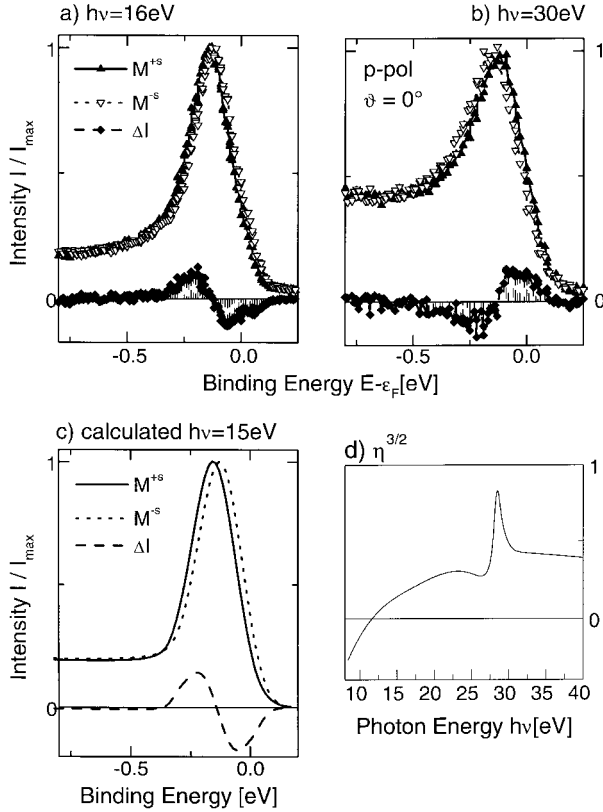 a) hν=16eV
b) hν=30eV
M+s
M-s
ΔI
p-pol
ϑ = 0°
Intensity I / Imax
1
0
1
0
-0.5
0.0
-0.5
0.0
Binding Energy E-εF[eV]
c) calculated hν=15eV
d) η3/2
M+s
M-s
ΔI
Intensity I / Imax
1
0
1
0
10
15
20
25
30
35
40
Photon Energy hν[eV]
-0.5
0.0
Binding Energy [eV]